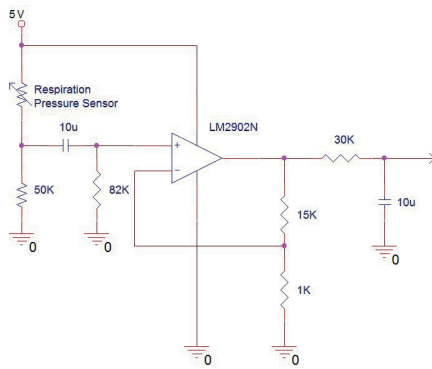 5V
Respiration
Pressure Sensor
LM2902N
10u
30K
+
-
50K
82K
15K
10u
0
0
0
1K
0
0